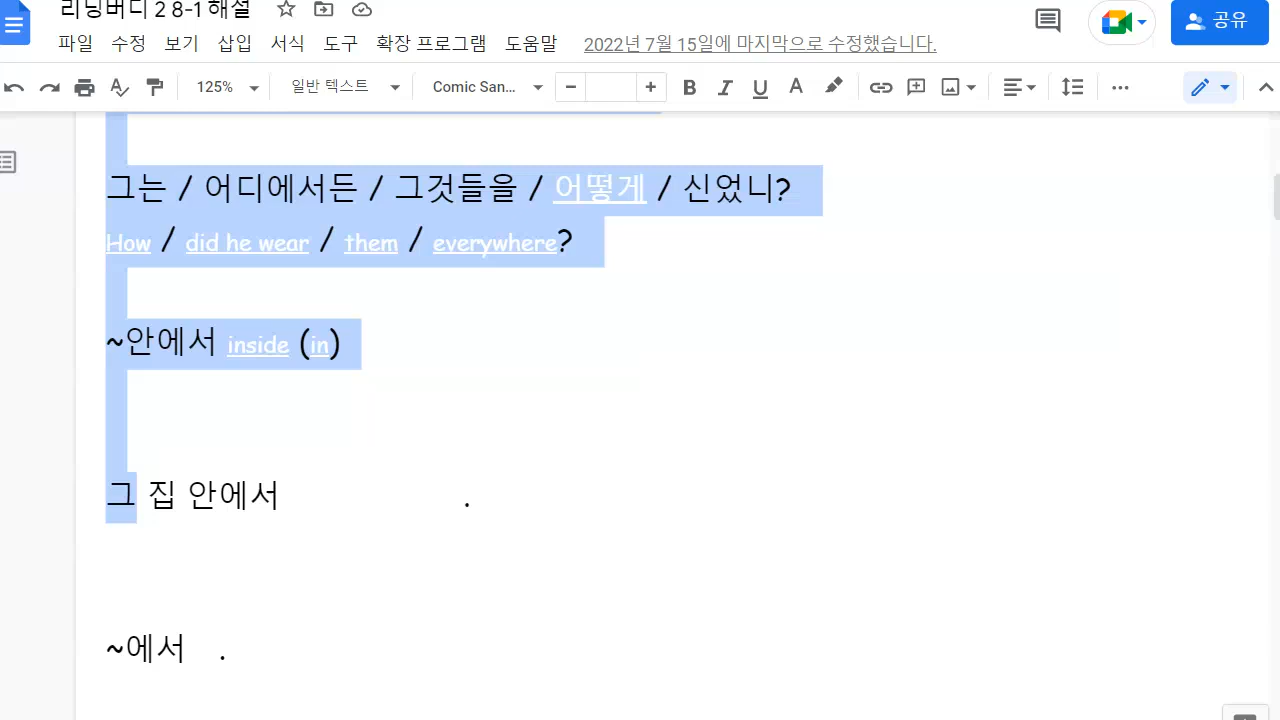 리닝버디 2 8-1 해설
공유
파일 수정 보기 삽입 서식 도구 확장 프로그램 도움말 2022년 7월 15일에 마지막으로 수정했습니다.
125% 일반 텍스트 Comic San... B I U A
그는 / 어디에서든 / 그것들을 / 어떻게 / 신었니?
How / did he wear / them / everywhere?
~안에서 inside (in)
그 집 안에서 .
~에서 .